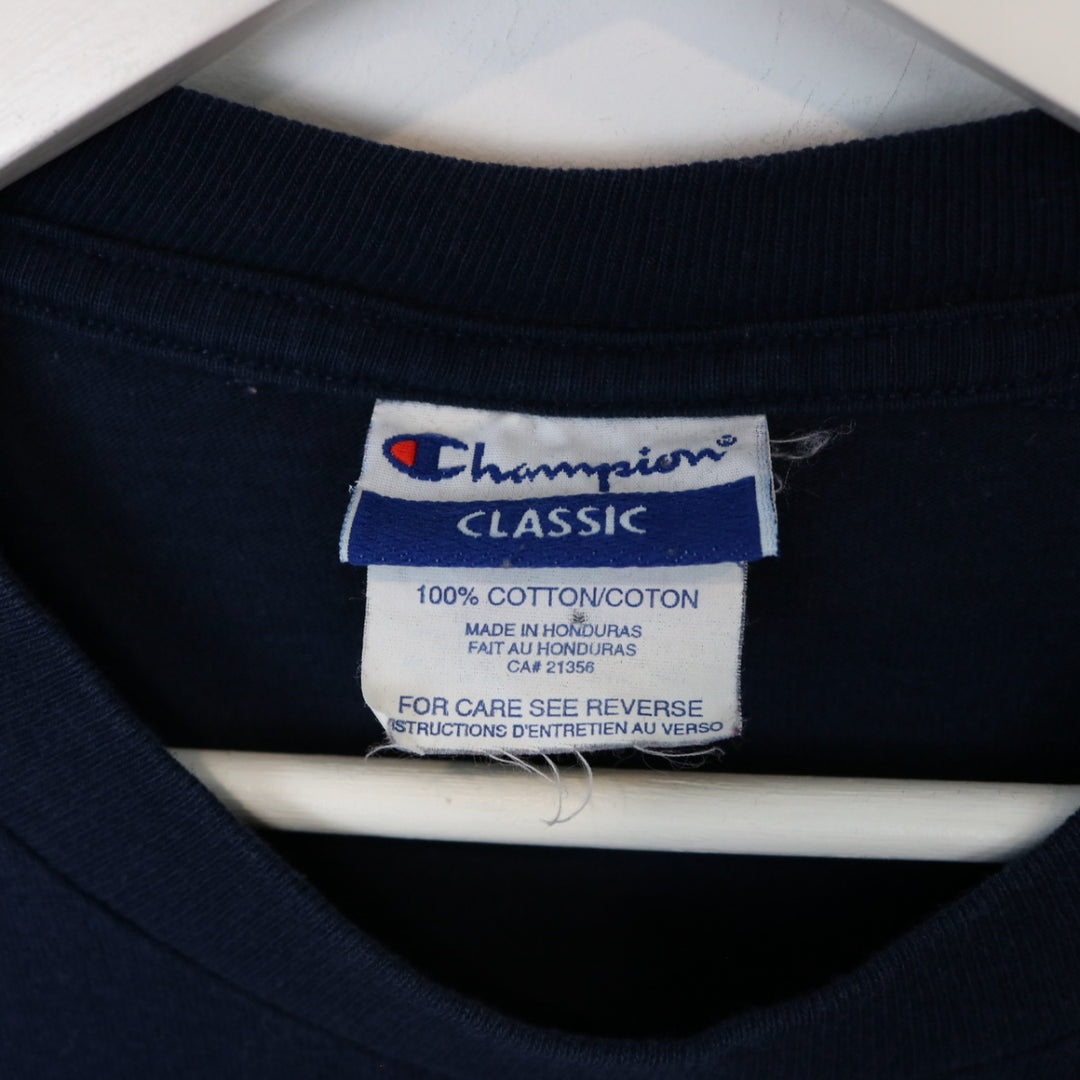 Champion®
CLASSIC
100% COTTON/COTON
MADE IN HONDURAS
FAIT AU HONDURAS
CA# 21356
FOR CARE SEE REVERSE
STRUCTIONS D'ENTRETIEN AU VERSO